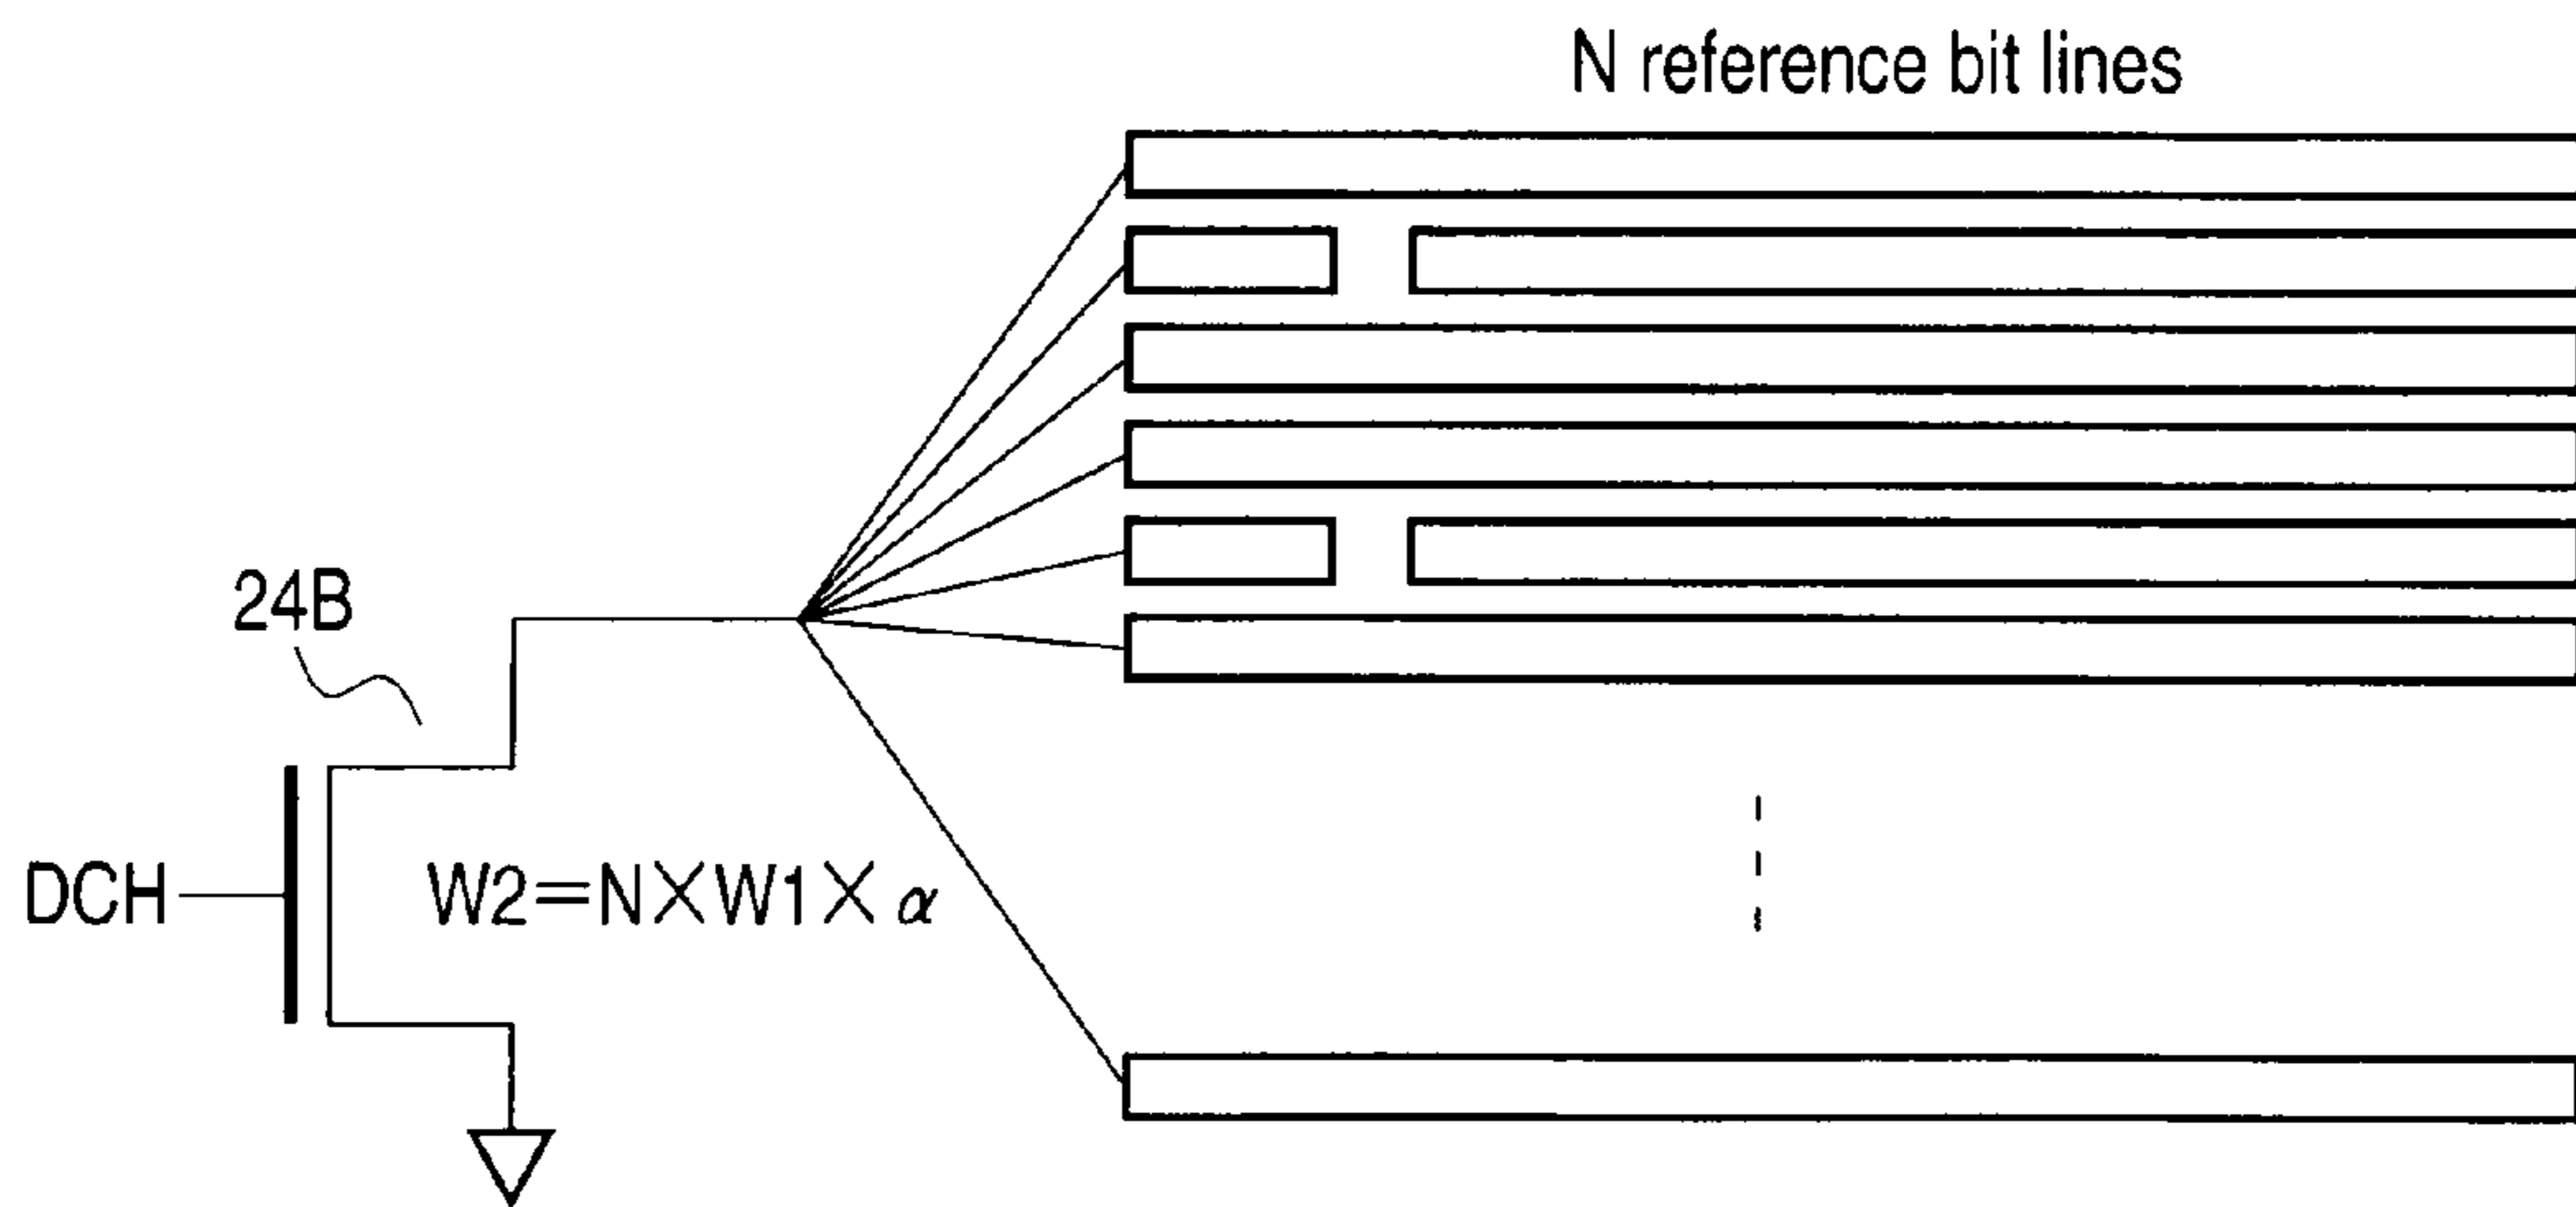 N reference bit lines
24B
DCH
W2=N×W1×α